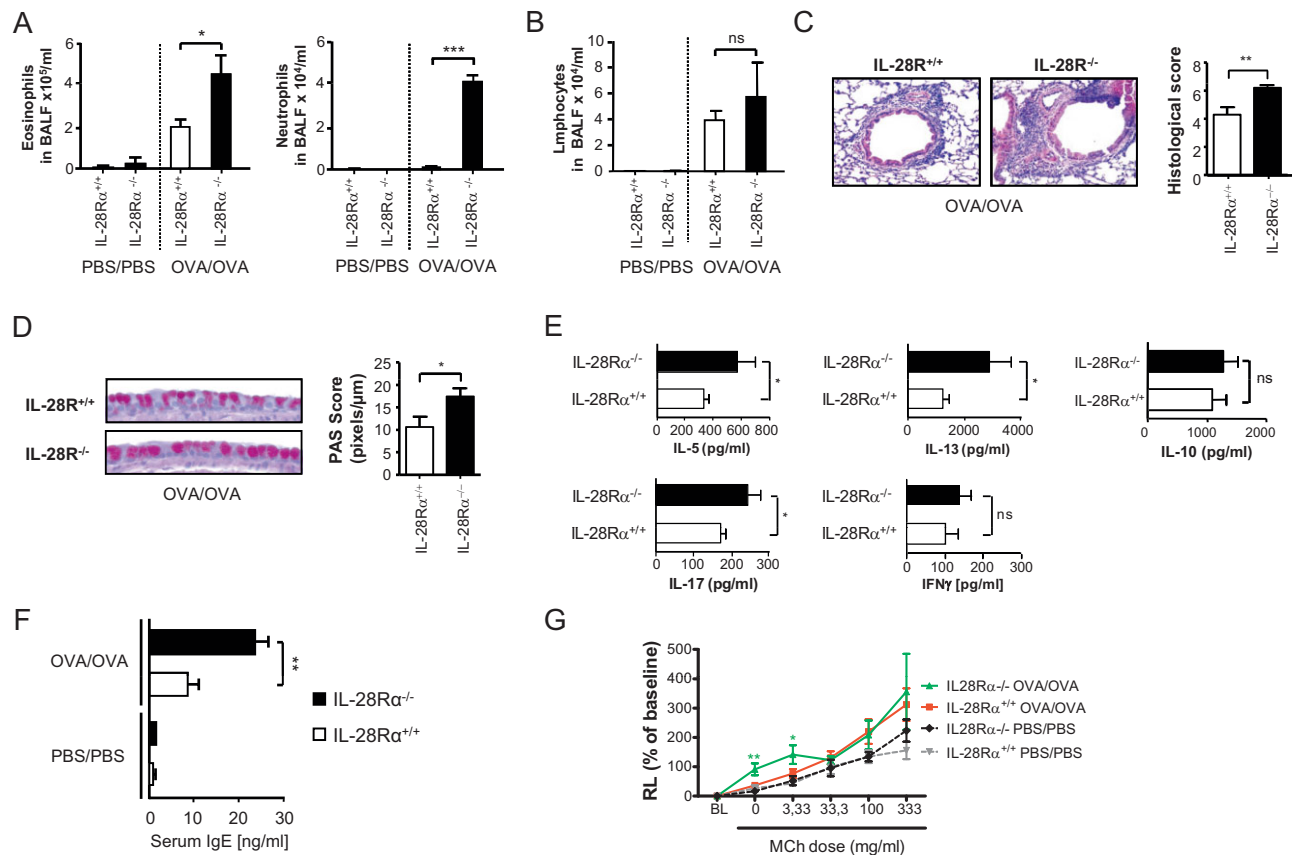 A
Eosinophils
in BALF x10⁵/ml
6
4
2
0
*
IL-28Rα+/+
IL-28Rα -/-
IL-28Rα+/+
IL-28Rα -/-
PBS/PBS
OVA/OVA
Neutrophils
in BALF x 10⁴/ml
6
4
2
0
***
IL-28Rα+/+
IL-28Rα -/-
IL-28Rα+/+
IL-28Rα -/-
PBS/PBS
OVA/OVA
B
Lmphocytes
in BALF x 10⁴/ml
10
8
6
4
2
0
ns
IL-28Rα+/+
IL-28Rα -/-
IL-28Rα+/+
IL-28Rα -/-
PBS/PBS
OVA/OVA
C
IL-28R+/+
IL-28R-/-
OVA/OVA
Histological score
8
6
4
2
0
**
IL-28Rα+/+
IL-28Rα-/-
D
IL-28R+/+
IL-28R-/-
OVA/OVA
PAS Score
(pixels/µm)
25
20
15
10
5
0
*
IL-28Rα+/+
IL-28Rα-/-
E
IL-28Rα-/-
IL-28Rα+/+
*
0 200 400 600 800
IL-5 (pg/ml)
IL-28Rα-/-
IL-28Rα+/+
*
0 2000 4000
IL-13 (pg/ml)
IL-28Rα-/-
IL-28Rα+/+
ns
0 1000 2000
IL-10 (pg/ml)
IL-28Rα-/-
IL-28Rα+/+
*
0 100 200 300
IL-17 (pg/ml)
IL-28Rα-/-
IL-28Rα+/+
ns
0 100 200 300
IFNγ [pg/ml]
F
OVA/OVA
PBS/PBS
**
IL-28Rα-/-
IL-28Rα+/+
0 10 20 30
Serum IgE [ng/ml]
G
RL (% of baseline)
500
400
300
200
100
0
**
*
IL28Rα-/- OVA/OVA
IL-28Rα+/+ OVA/OVA
IL28Rα-/- PBS/PBS
IL-28Rα+/+ PBS/PBS
BL 0 3,33 33,3 100 333
MCh dose (mg/ml)